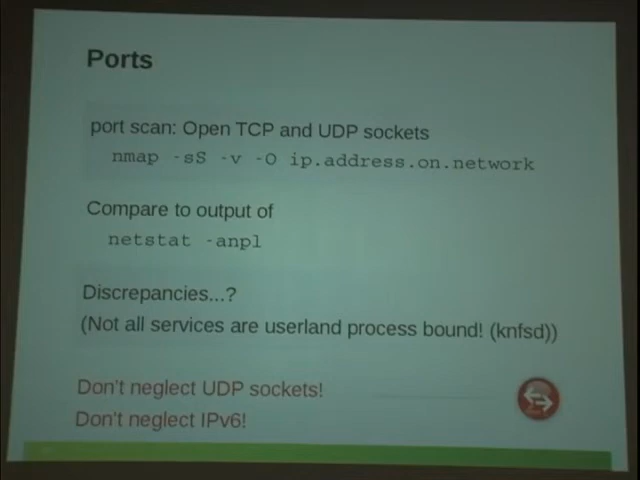 Ports
port scan: Open TCP and UDP sockets
nmap -sS -v -O ip.address.on.network
Compare to output of
netstat -anpl
Discrepancies...?
(Not all services are userland process bound! (knfsd))
Don't neglect UDP sockets!
Don't neglect IPv6!